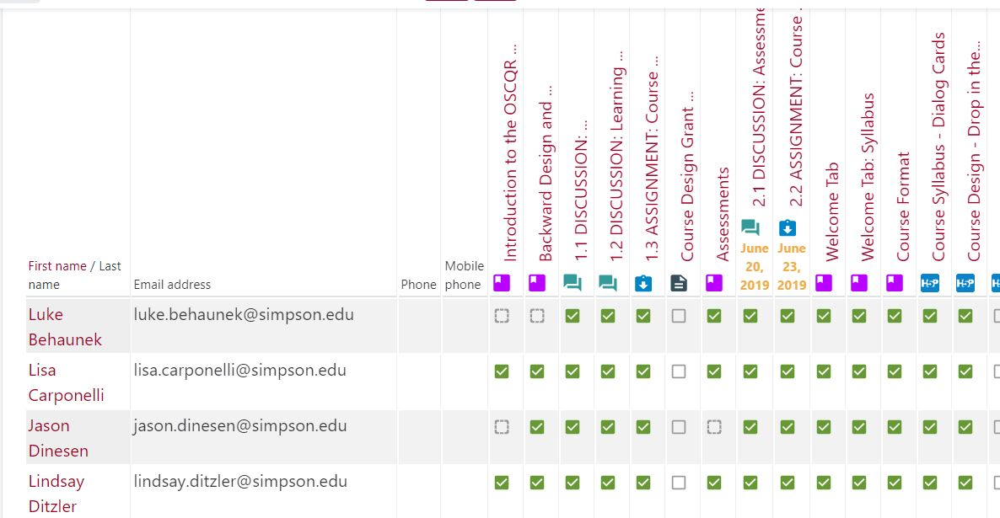 Introduction to the OSCQR ...
Backward Design and ...
1.1 DISCUSSION: ...
1.2 DISCUSSION: Learning ...
1.3 ASSIGNMENT: Course ...
Course Design Grant ...
Assessments
2.1 DISCUSSION: Assessme
2.2 ASSIGNMENT: Course
Welcome Tab
Welcome Tab: Syllabus
Course Format
Course Syllabus - Dialog Cards
Course Design - Drop in the...
June
20,
2019
June
23,
2019
First name / Last
name
Email address
Phone
Mobile
phone
H5P
H5P
Luke
Behaunek
luke.behaunek@simpson.edu
Lisa
Carponelli
lisa.carponelli@simpson.edu
Jason
Dinesen
jason.dinesen@simpson.edu
Lindsay
Ditzler
lindsay.ditzler@simpson.edu